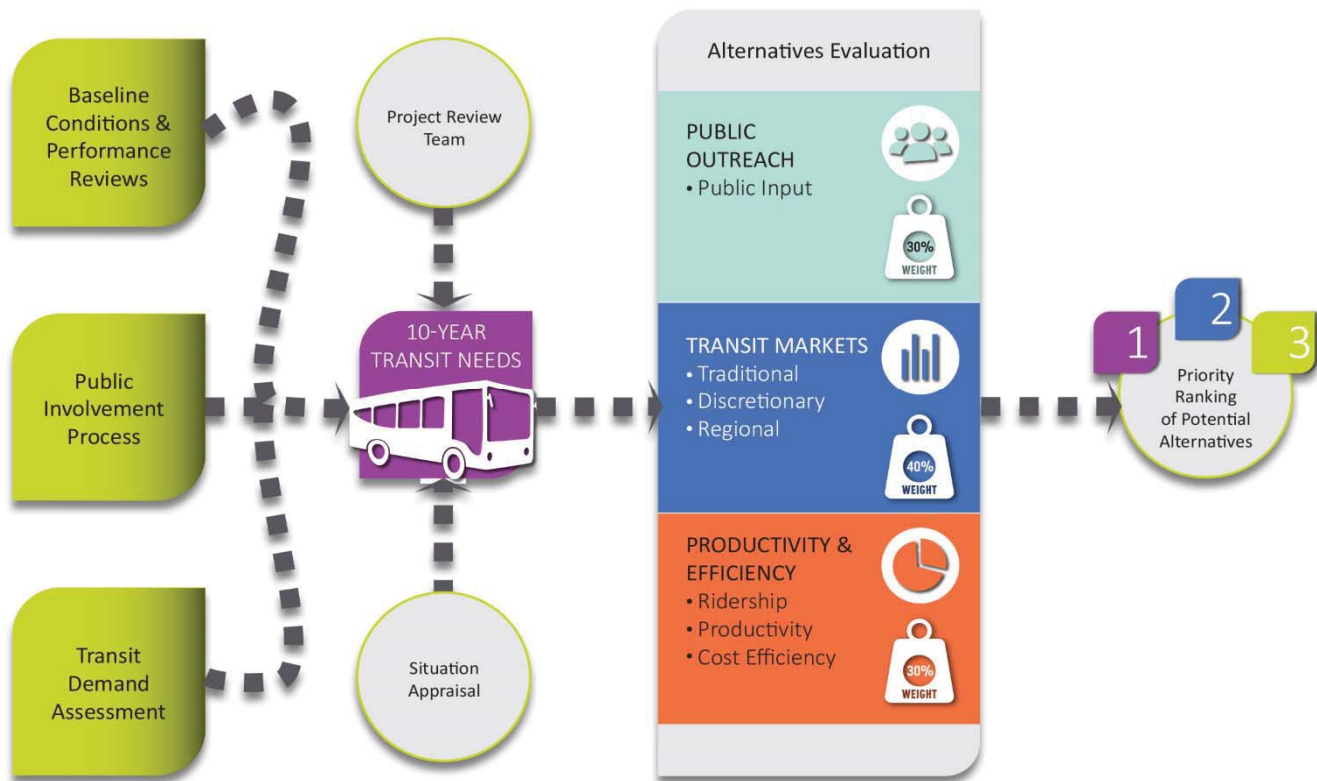 Baseline
Conditions &
Performance
Reviews
Public
Involvement
Process
Transit
Demand
Assessment
Project Review
Team
10-YEAR
TRANSIT NEEDS
Situation
Appraisal
Alternatives Evaluation
PUBLIC
OUTREACH
• Public Input
30%
WEIGHT
TRANSIT MARKETS
• Traditional
• Discretionary
• Regional
40%
WEIGHT
PRODUCTIVITY &
EFFICIENCY
• Ridership
• Productivity
• Cost Efficiency
30%
WEIGHT
1
2
3
Priority
Ranking
of Potential
Alternatives